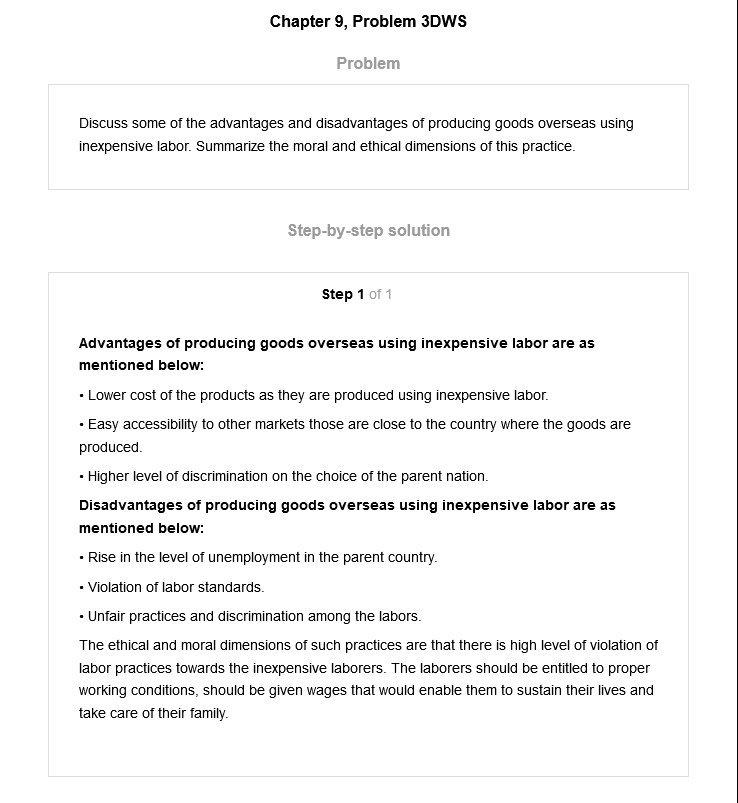 Chapter 9, Problem 3DWS
Problem
Discuss some of the advantages and disadvantages of producing goods overseas using
inexpensive labor. Summarize the moral and ethical dimensions of this practice.
Step-by-step solution
Step 1 of 1
Advantages of producing goods overseas using inexpensive labor are as
mentioned below:
• Lower cost of the products as they are produced using inexpensive labor.
• Easy accessibility to other markets those are close to the country where the goods are
produced.
• Higher level of discrimination on the choice of the parent nation.
Disadvantages of producing goods overseas using inexpensive labor are as
mentioned below:
• Rise in the level of unemployment in the parent country.
• Violation of labor standards.
• Unfair practices and discrimination among the labors.
The ethical and moral dimensions of such practices are that there is high level of violation of
labor practices towards the inexpensive laborers. The laborers should be entitled to proper
working conditions, should be given wages that would enable them to sustain their lives and
take care of their family.